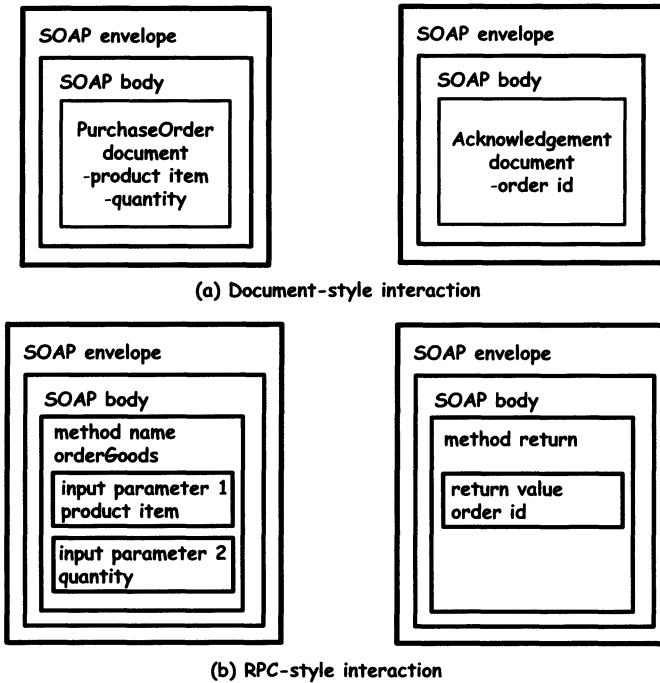 SOAP envelope
SOAP body
PurchaseOrder
document
-product item
-quantity
SOAP envelope
SOAP body
Acknowledgement
document
-order id
(a) Document-style interaction
SOAP envelope
SOAP body
method name
orderGoods
input parameter 1
product item
input parameter 2
quantity
SOAP envelope
SOAP body
method return
return value
order id
(b) RPC-style interaction